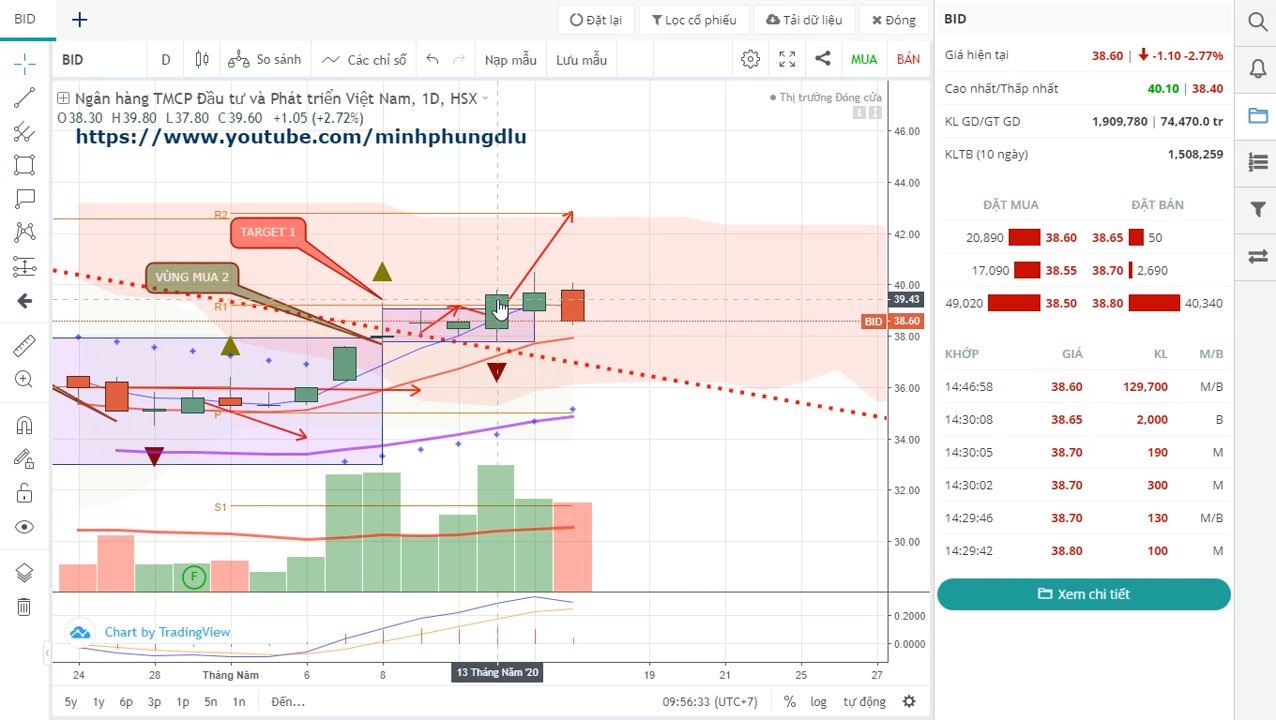 BID
+
Đặt lại
Lọc cổ phiếu
Tải dữ liệu
Đóng
BID
D
So sánh
Các chỉ số
Nạp mẫu
Lưu mẫu
MUA
BÁN
Ngân hàng TMCP Đầu tư và Phát triển Việt Nam, 1D, HSX
Thị trường Đóng cửa
O38.30 H39.80 L37.80 C39.60 +1.05 (+2.72%)
https://www.youtube.com/minhphungdlu
46.00
44.00
R2
TARGET 1
42.00
VÙNG MUA 2
40.00
39.43
R1
BID 38.60
38.00
36.00
P
34.00
32.00
S1
30.00
F
0.2000
Chart by TradingView
0.0000
24
28
Tháng Năm
6
8
13 Tháng Năm '20
19
21
25
27
5y
1y
6p
3p
1p
5n
1n
Đến...
09:56:33 (UTC+7)
%
log
tự động
BID
Giá hiện tại 38.60 | -1.10 -2.77%
Cao nhất/Thấp nhất 40.10 | 38.40
KL GD/GT GD 1,909,780 | 74,470.0 tr
KLTB (10 ngày) 1,508,259
ĐẶT MUA ĐẶT BÁN
20,890 38.60 38.65 50
17,090 38.55 38.70 2,690
49,020 38.50 38.80 40,340
KHỚP GIÁ KL M/B
14:46:58 38.60 129,700 M/B
14:30:08 38.65 2,000 B
14:30:05 38.70 190 M
14:30:02 38.70 300 M
14:29:46 38.70 130 M/B
14:29:42 38.80 100 M
Xem chi tiết